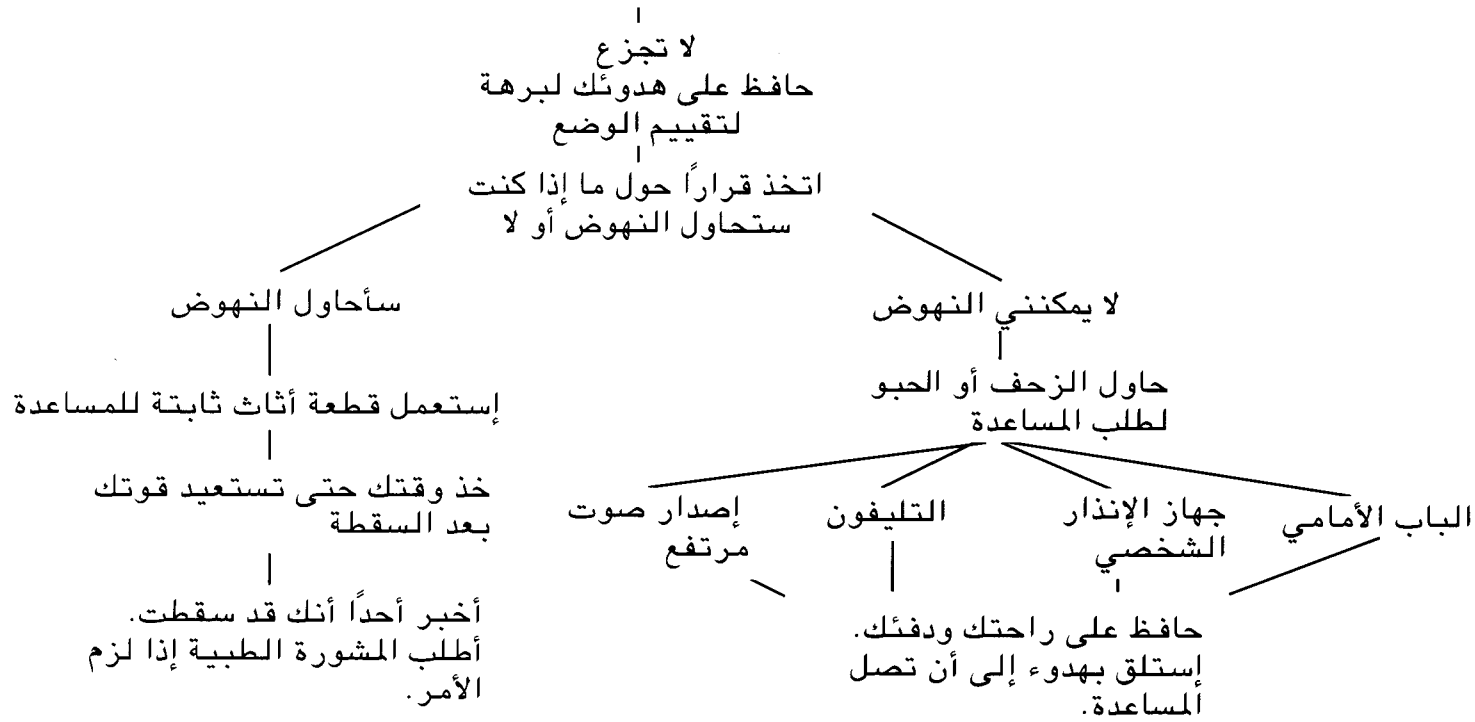 لا تجزع
حافظ على هدوئك لبرهة
لتقييم الوضع
اتخذ قرارًا حول ما إذا كنت
ستحاول النهوض أو لا
لا يمكنني النهوض
حاول الزحف أو الحبو
لطلب المساعدة
الباب الأمامي
جهاز الإنذار
الشخصي
التليفون
إصدار صوت
مرتفع
حافظ على راحتك ودفئك.
إستلق بهدوء إلى أن تصل
المساعدة.
سأحاول النهوض
إستعمل قطعة أثاث ثابتة للمساعدة
خذ وقتك حتى تستعيد قوتك
بعد السقطة
أخبر أحدًا أنك قد سقطت.
أطلب المشورة الطبية إذا لزم
الأمر.